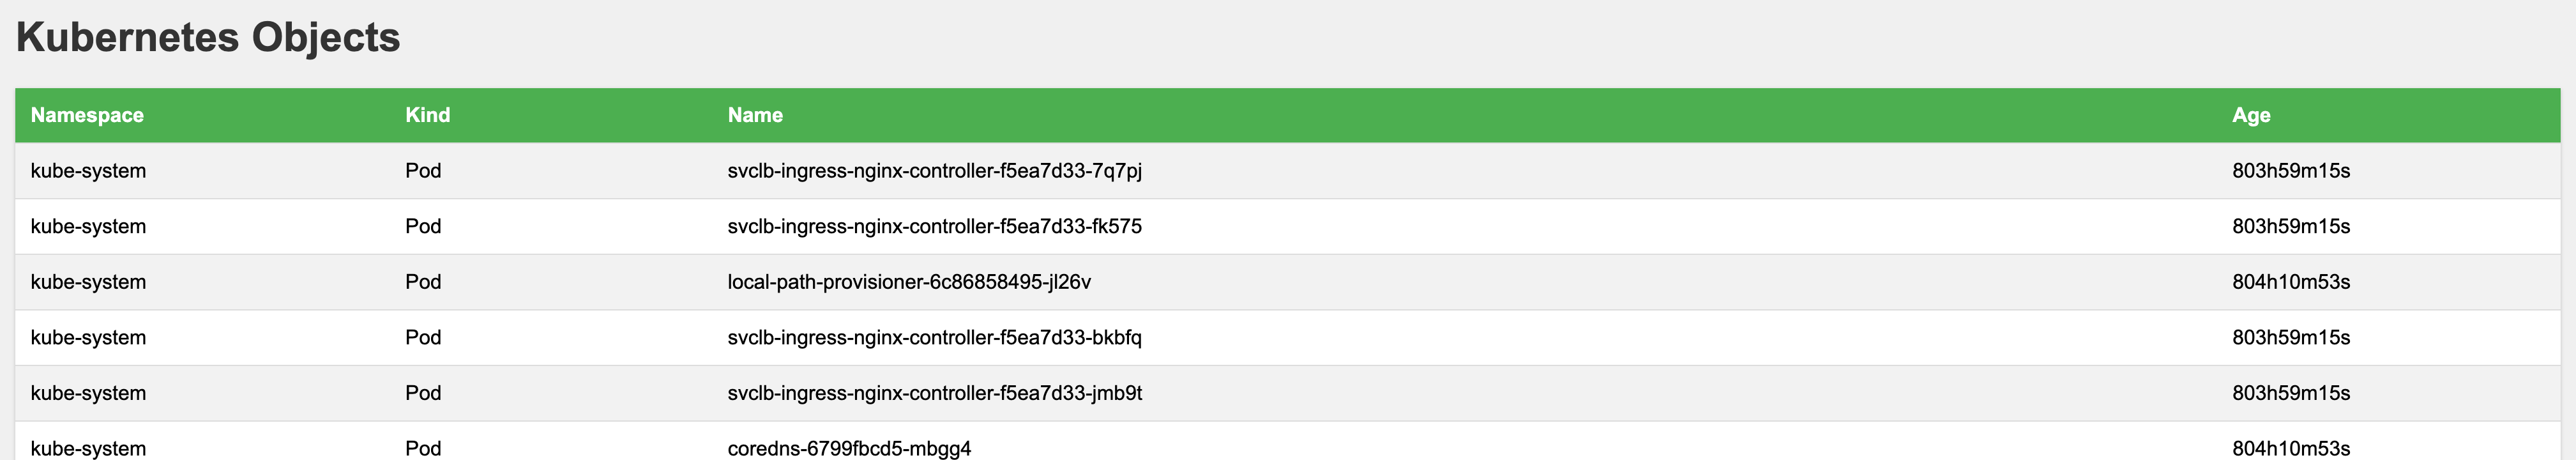 Kubernetes Objects
Namespace Kind Name Age
kube-system Pod svclb-ingress-nginx-controller-f5ea7d33-7q7pj 803h59m15s
kube-system Pod svclb-ingress-nginx-controller-f5ea7d33-fk575 803h59m15s
kube-system Pod local-path-provisioner-6c86858495-jl26v 804h10m53s
kube-system Pod svclb-ingress-nginx-controller-f5ea7d33-bkbfq 803h59m15s
kube-system Pod svclb-ingress-nginx-controller-f5ea7d33-jmb9t 803h59m15s
kube-system Pod coredns-6799fbcd5-mbgg4 804h10m53s